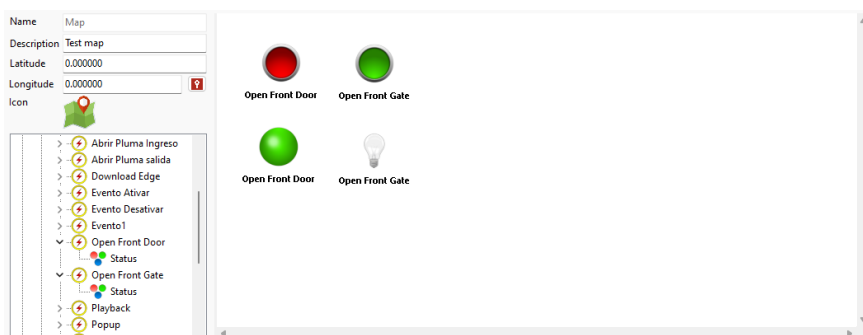 Name Map
Description Test map
Latitude 0.000000
Longitude 0.000000
Icon
Abrir Pluma Ingreso
Abrir Pluma salida
Download Edge
Evento Ativar
Evento Desativar
Evento1
Open Front Door
Status
Open Front Gate
Status
Playback
Popup
Open Front Door Open Front Gate
Open Front Door Open Front Gate